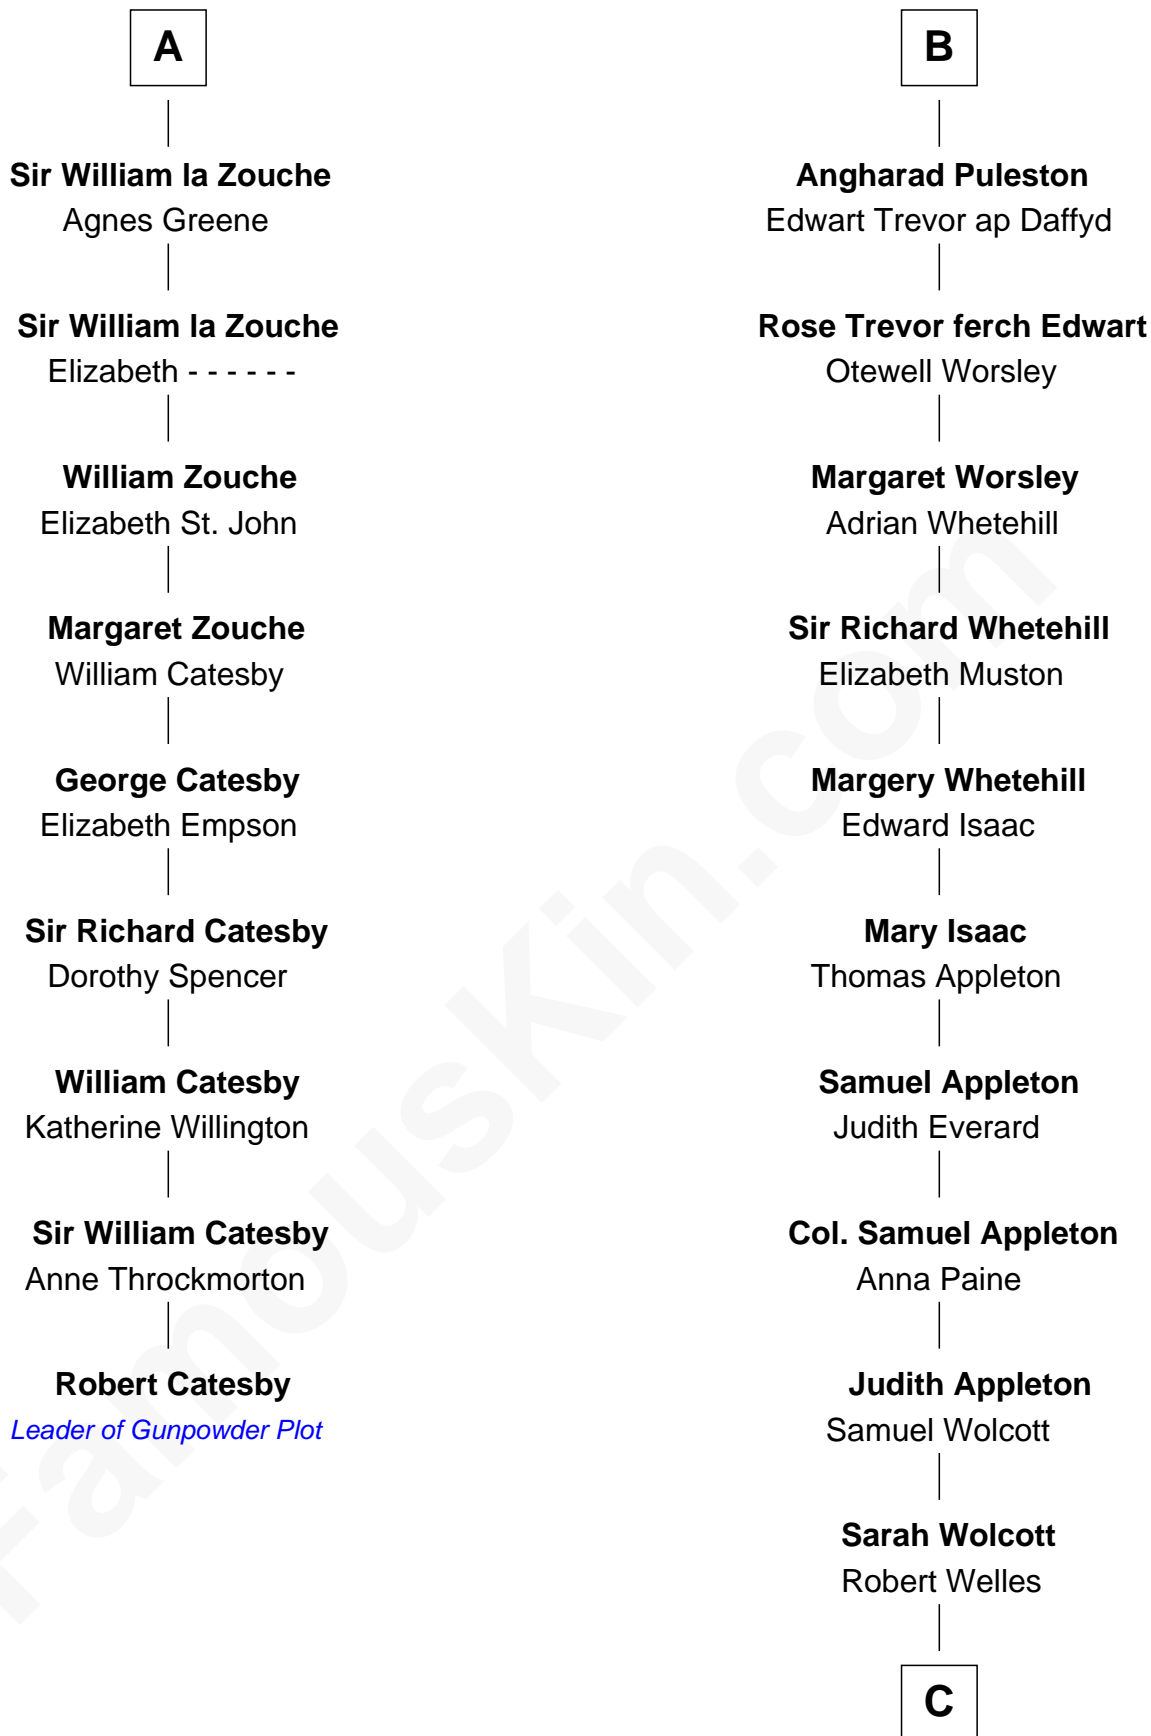 A
Sir William la Zouche
Agnes Greene
Sir William la Zouche
Elizabeth - - - - - -
William Zouche
Elizabeth St. John
Margaret Zouche
William Catesby
George Catesby
Elizabeth Empson
Sir Richard Catesby
Dorothy Spencer
William Catesby
Katherine Willington
Sir William Catesby
Anne Throckmorton
Robert Catesby
Leader of Gunpowder Plot
B
Angharad Puleston
Edwart Trevor ap Daffyd
Rose Trevor ferch Edwart
Otewell Worsley
Margaret Worsley
Adrian Whetehill
Sir Richard Whetehill
Elizabeth Muston
Margery Whetehill
Edward Isaac
Mary Isaac
Thomas Appleton
Samuel Appleton
Judith Everard
Col. Samuel Appleton
Anna Paine
Judith Appleton
Samuel Wolcott
Sarah Wolcott
Robert Welles
C
FamousKin.com